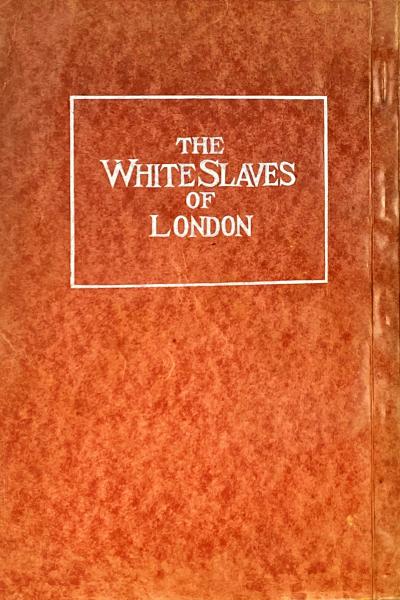 THE
WHITE SLAVES
OF
LONDON